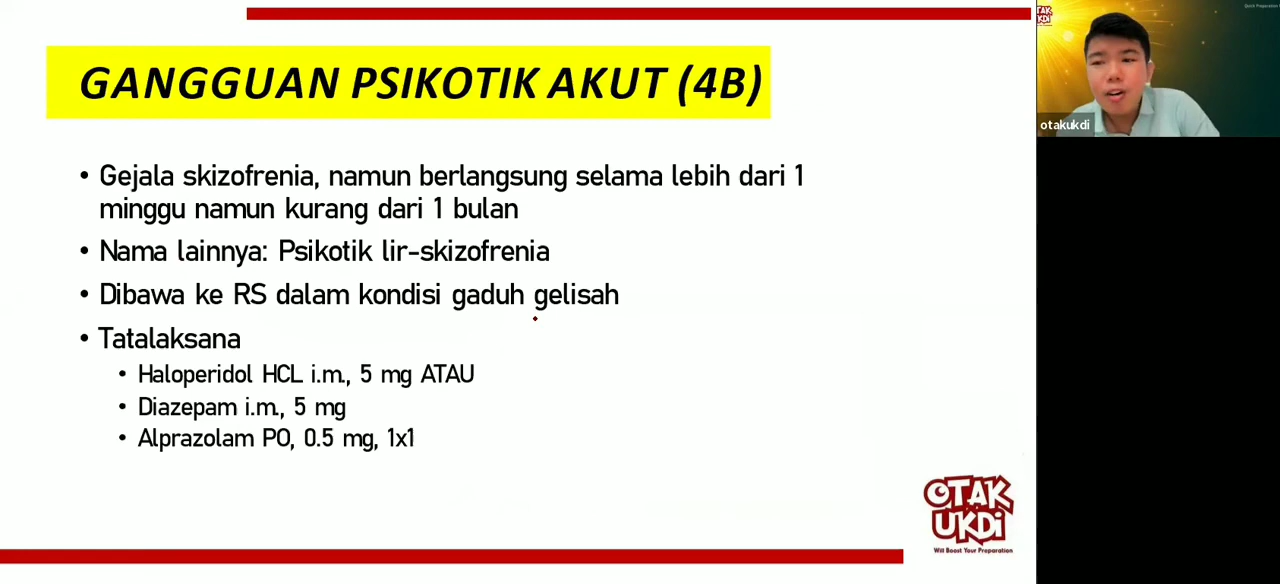 GANGGUAN PSIKOTIK AKUT (4B)
• Gejala skizofrenia, namun berlangsung selama lebih dari 1
minggu namun kurang dari 1 bulan
• Nama lainnya: Psikotik lir-skizofrenia
• Dibawa ke RS dalam kondisi gaduh gelisah
• Tatalaksana
• Haloperidol HCL i.m., 5 mg ATAU
• Diazepam i.m., 5 mg
• Alprazolam PO, 0.5 mg, 1x1
OTAK
UKDi
Will Boost Your Preparation
otakukdi